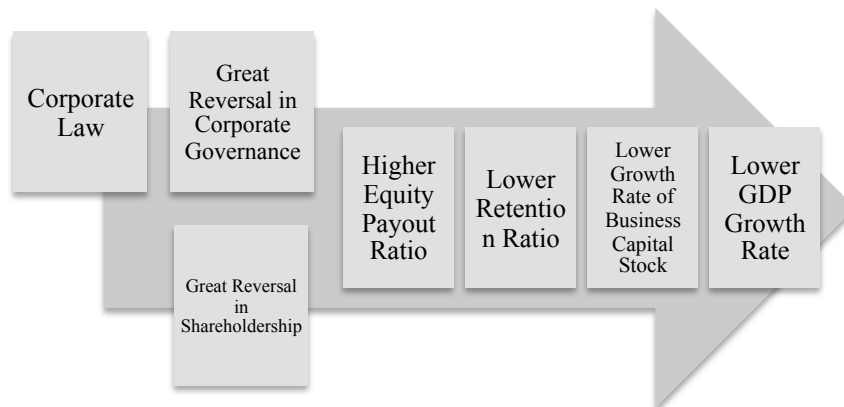 Corporate
Law
Great
Reversal in
Corporate
Governance
Great Reversal
in
Shareholdership
Higher
Equity
Payout
Ratio
Lower
Retentio
n Ratio
Lower
Growth
Rate of
Business
Capital
Stock
Lower
GDP
Growth
Rate